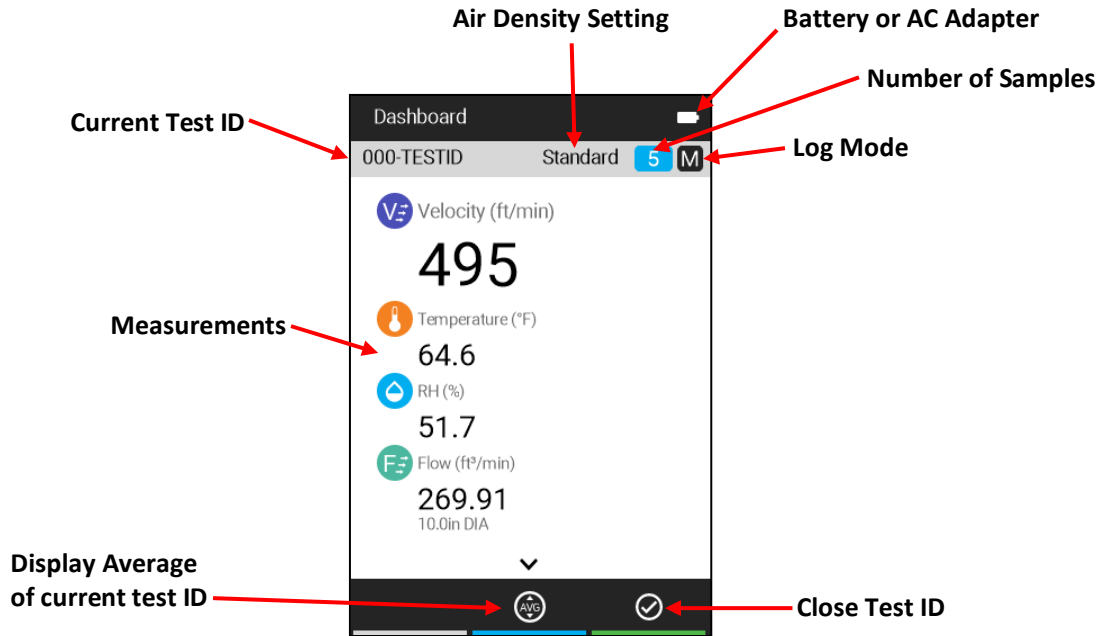 Air Density Setting
Battery or AC Adapter
Number of Samples
Current Test ID
Log Mode
Dashboard
000-TESTID Standard 5 M
V Velocity (ft/min)
495
Measurements
Temperature (°F)
64.6
RH (%)
51.7
F Flow (ft³/min)
269.91
10.0in DIA
Display Average
of current test ID
AVG
Close Test ID